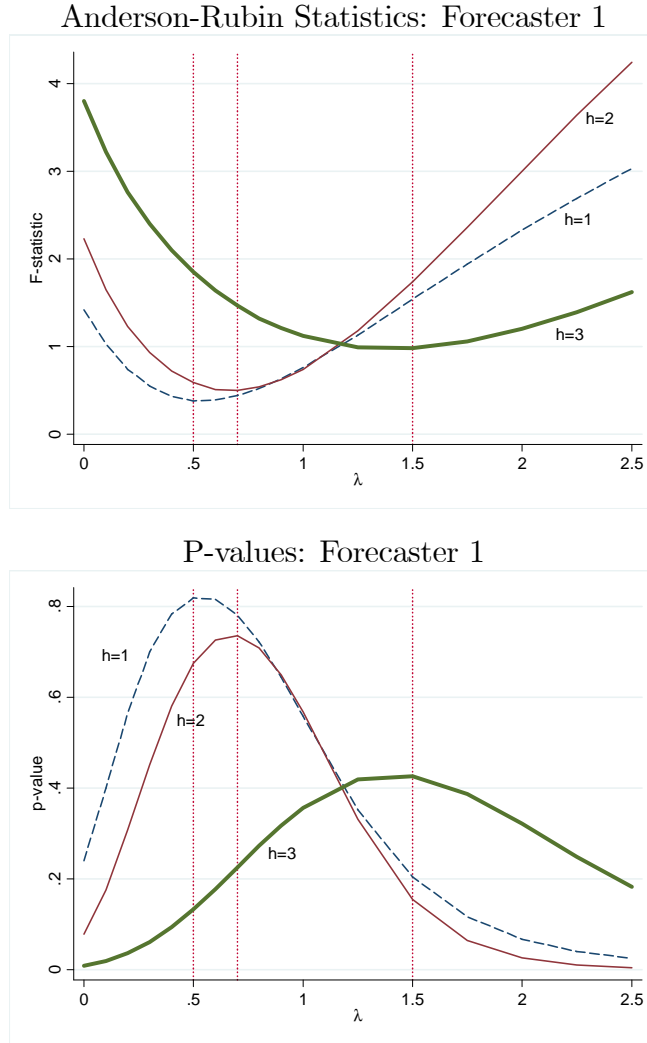 Anderson-Rubin Statistics: Forecaster 1
4
3
2
1
0
F-statistic
h=2
h=1
h=3
0 .5 1 1.5 2 2.5
λ
P-values: Forecaster 1
.8
.6
.4
.2
0
p-value
h=1
h=2
h=3
0 .5 1 1.5 2 2.5
λ